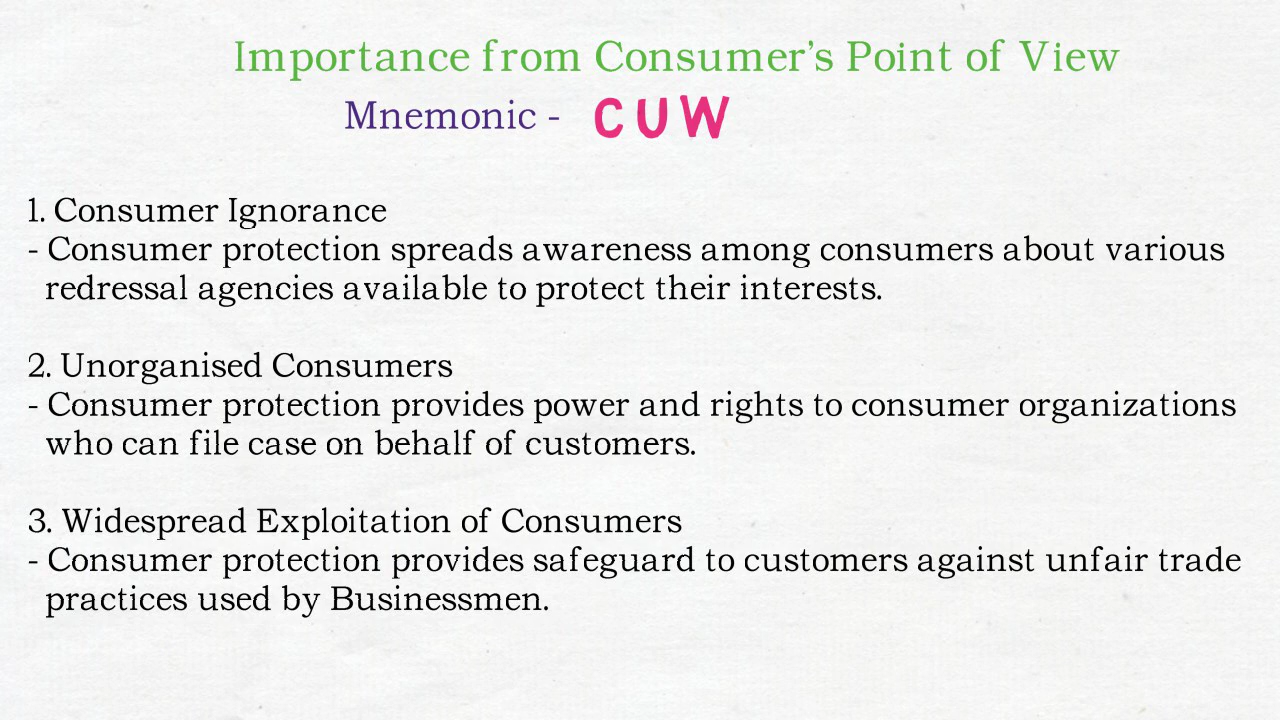 Importance from Consumer's Point of View
Mnemonic - CUW
1. Consumer Ignorance
- Consumer protection spreads awareness among consumers about various
redressal agencies available to protect their interests.
2. Unorganised Consumers
- Consumer protection provides power and rights to consumer organizations
who can file case on behalf of customers.
3. Widespread Exploitation of Consumers
- Consumer protection provides safeguard to customers against unfair trade
practices used by Businessmen.